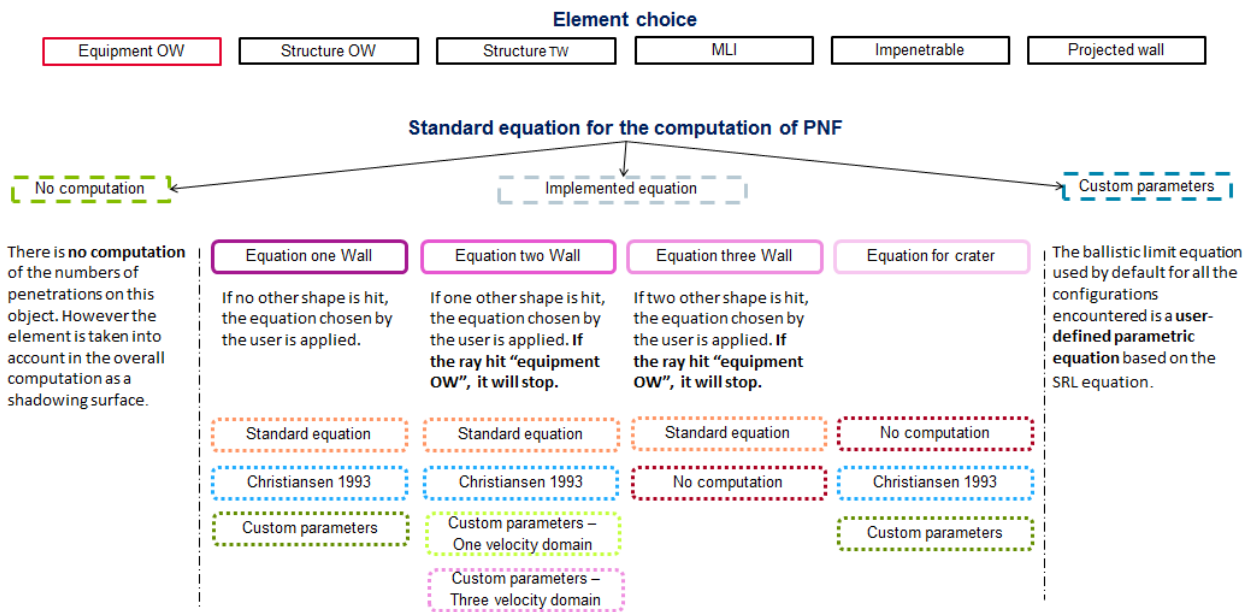 Element choice
Equipment OW
Structure OW
Structure TW
MLI
Impenetrable
Projected wall
Standard equation for the computation of PNF
No computation
Implemented equation
Custom parameters
There is no computation
of the numbers of
penetrations on this
object. However the
element is taken into
account in the overall
computation as a
shadowing surface.
Equation one Wall
If no other shape is hit,
the equation chosen by
the user is applied.
Standard equation
Christiansen 1993
Custom parameters
Equation two Wall
If one other shape is hit,
the equation chosen by
the user is applied. If
the ray hit “equipment
OW”, it will stop.
Standard equation
Christiansen 1993
Custom parameters –
One velocity domain
Custom parameters –
Three velocity domain
Equation three Wall
If two other shape is hit,
the equation chosen by
the user is applied. If
the ray hit “equipment
OW”, it will stop.
Standard equation
No computation
Equation for crater
No computation
Christiansen 1993
Custom parameters
The ballistic limit equation
used by default for all the
configurations
encountered is a user-
defined parametric
equation based on the
SRL equation.